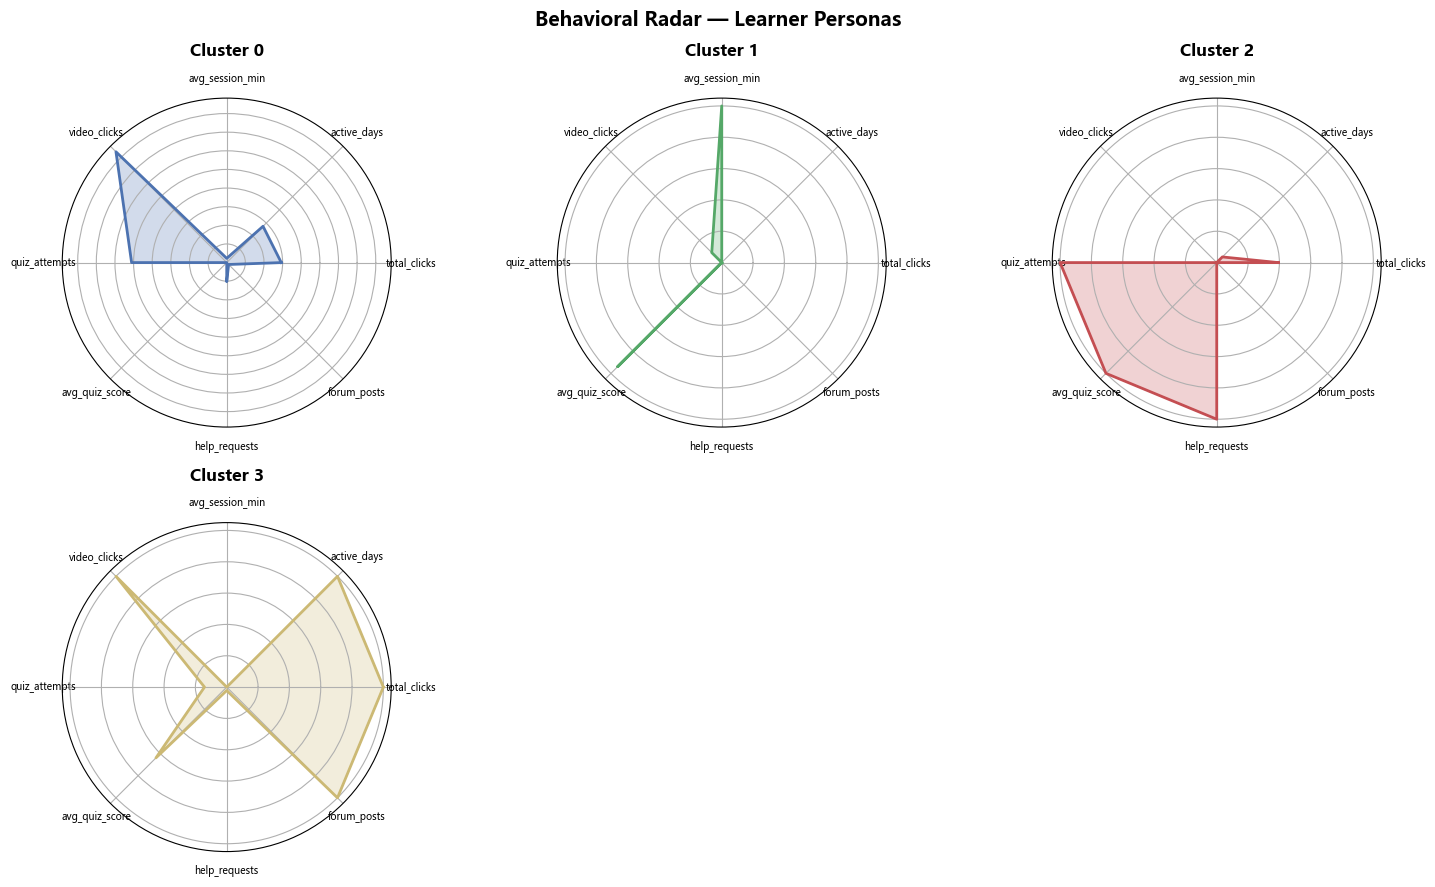 Behavioral Radar — Learner Personas
Cluster 0
avg_session_min
video_clicks
active_days
quiz_attempts
total_clicks
avg_quiz_score
forum_posts
help_requests
Cluster 1
avg_session_min
video_clicks
active_days
quiz_attempts
total_clicks
avg_quiz_score
forum_posts
help_requests
Cluster 2
avg_session_min
video_clicks
active_days
quiz_attempts
total_clicks
avg_quiz_score
forum_posts
help_requests
Cluster 3
avg_session_min
video_clicks
active_days
quiz_attempts
total_clicks
avg_quiz_score
forum_posts
help_requests